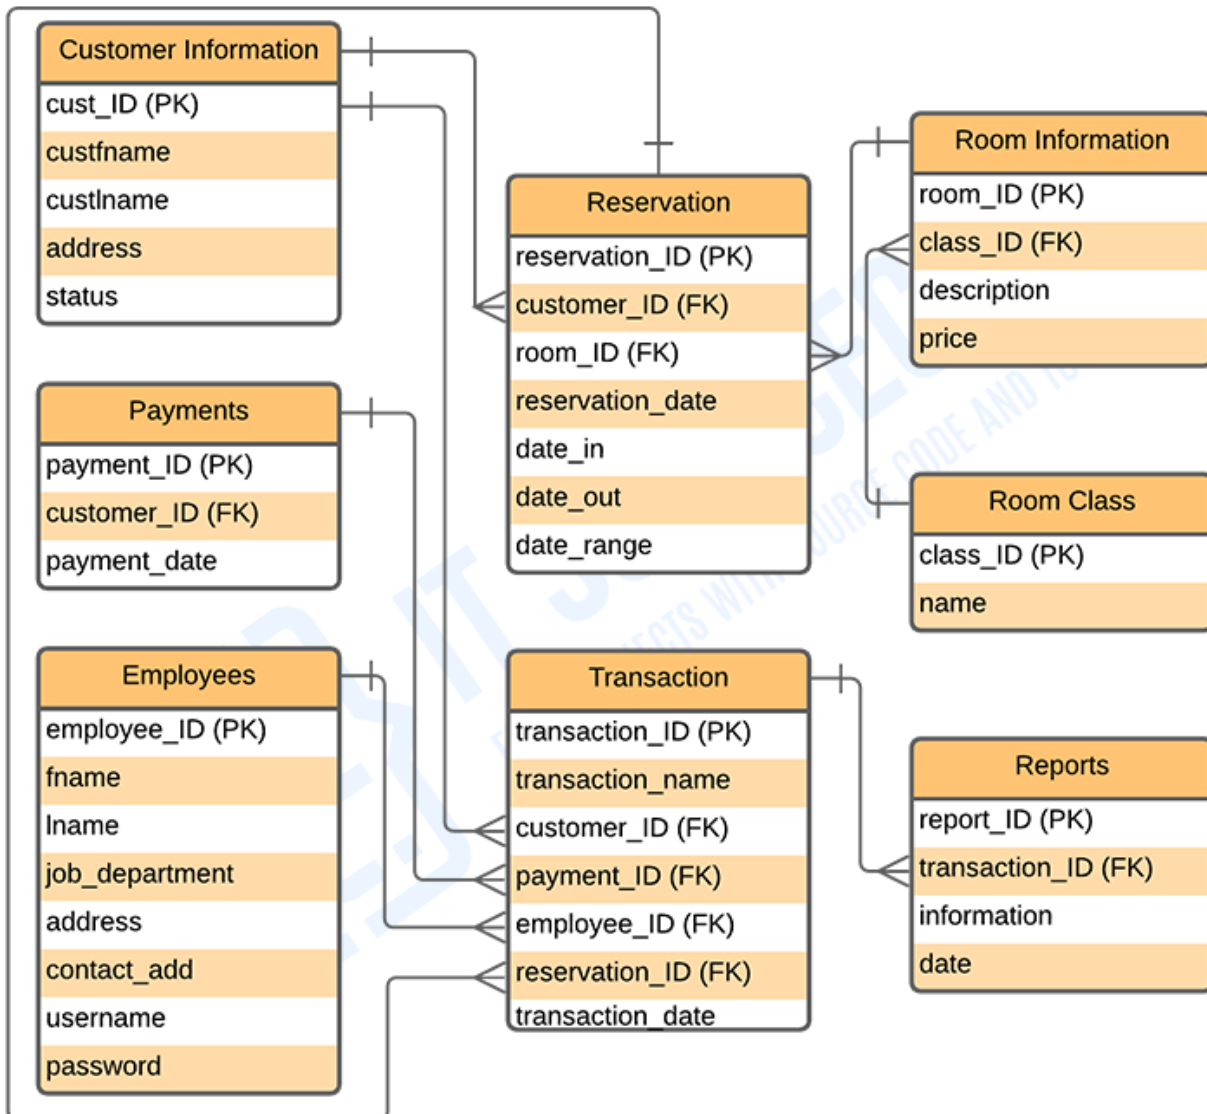 Customer Information
cust_ID (PK)
custfname
custlname
address
status
Payments
payment_ID (PK)
customer_ID (FK)
payment_date
Employees
employee_ID (PK)
fname
lname
job_department
address
contact_add
username
password
Reservation
reservation_ID (PK)
customer_ID (FK)
room_ID (FK)
reservation_date
date_in
date_out
date_range
Transaction
transaction_ID (PK)
transaction_name
customer_ID (FK)
payment_ID (FK)
employee_ID (FK)
reservation_ID (FK)
transaction_date
Room Information
room_ID (PK)
class_ID (FK)
description
price
Room Class
class_ID (PK)
name
Reports
report_ID (PK)
transaction_ID (FK)
information
date
IT
CODE AND